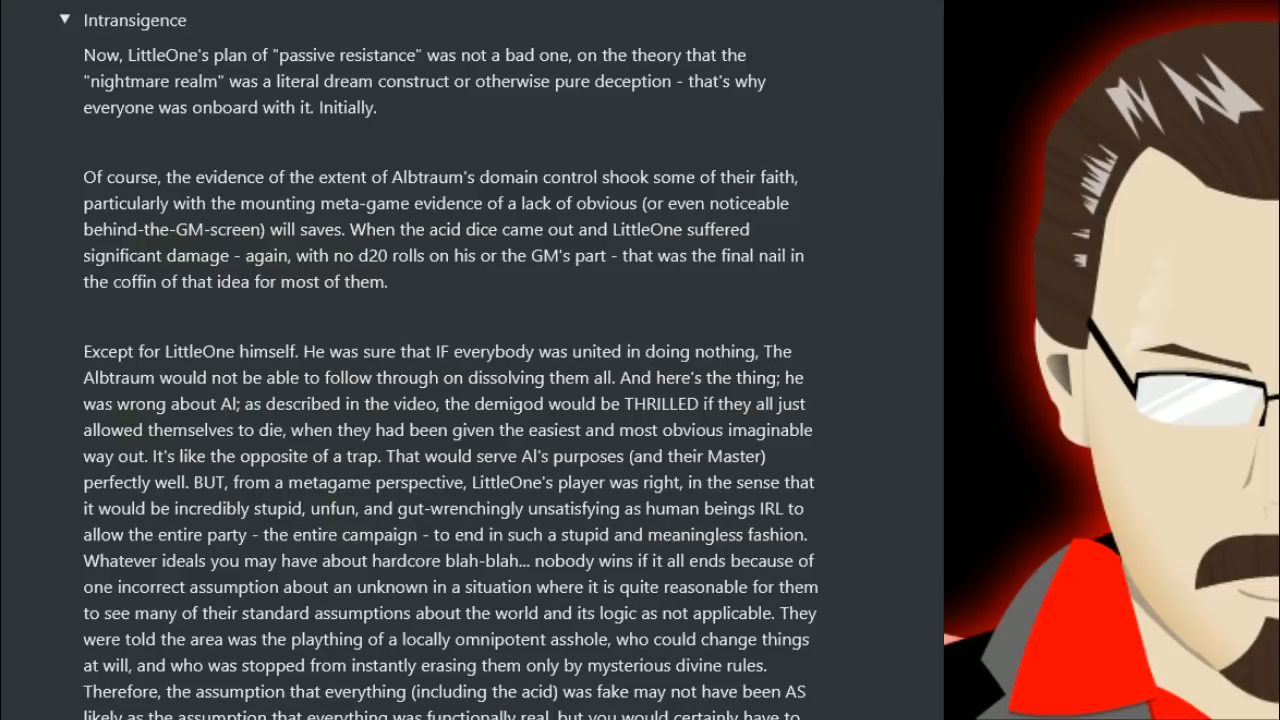 Intransigence
Now, LittleOne's plan of "passive resistance" was not a bad one, on the theory that the
"nightmare realm" was a literal dream construct or otherwise pure deception - that's why
everyone was onboard with it. Initially.
Of course, the evidence of the extent of Albtraum's domain control shook some of their faith,
particularly with the mounting meta-game evidence of a lack of obvious (or even noticeable
behind-the-GM-screen) will saves. When the acid dice came out and LittleOne suffered
significant damage - again, with no d20 rolls on his or the GM's part - that was the final nail in
the coffin of that idea for most of them.
Except for LittleOne himself. He was sure that IF everybody was united in doing nothing, The
Albtraum would not be able to follow through on dissolving them all. And here's the thing; he
was wrong about Al; as described in the video, the demigod would be THRILLED if they all just
allowed themselves to die, when they had been given the easiest and most obvious imaginable
way out. It's like the opposite of a trap. That would serve Al's purposes (and their Master)
perfectly well. BUT, from a metagame perspective, LittleOne's player was right, in the sense that
it would be incredibly stupid, unfun, and gut-wrenchingly unsatisfying as human beings IRL to
allow the entire party - the entire campaign - to end in such a stupid and meaningless fashion.
Whatever ideals you may have about hardcore blah-blah... nobody wins if it all ends because of
one incorrect assumption about an unknown in a situation where it is quite reasonable for them
to see many of their standard assumptions about the world and its logic as not applicable. They
were told the area was the plaything of a locally omnipotent asshole, who could change things
at will, and who was stopped from instantly erasing them only by mysterious divine rules.
Therefore, the assumption that everything (including the acid) was fake may not have been AS
likely as the assumption that everything was functionally real, but you would certainly have to